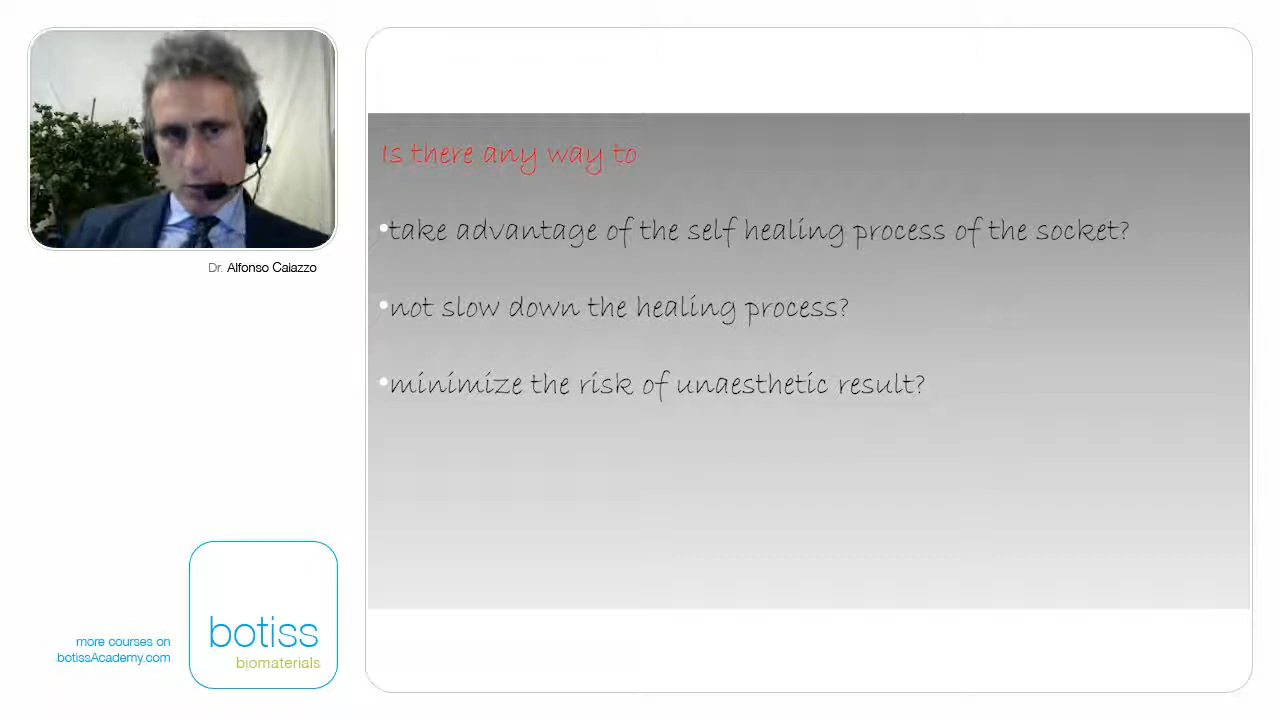 Dr. Alfonso Caiazzo
Is there any way to
•take advantage of the self healing process of the socket?
•not slow down the healing process?
•minimize the risk of unaesthetic result?
more courses on
botissAcademy.com
botiss
biomaterials